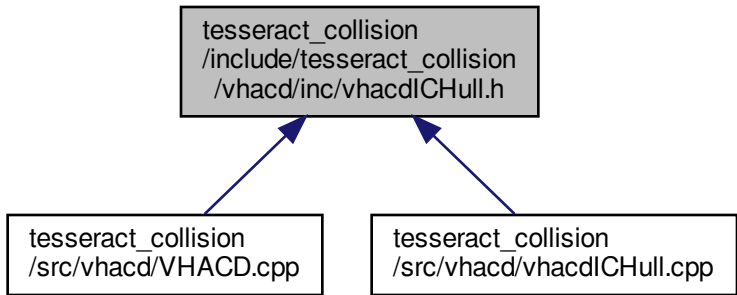 tesseract_collision
/include/tesseract_collision
/vhacd/inc/vhacdICHull.h
tesseract_collision
/src/vhacd/VHACD.cpp
tesseract_collision
/src/vhacd/vhacdICHull.cpp